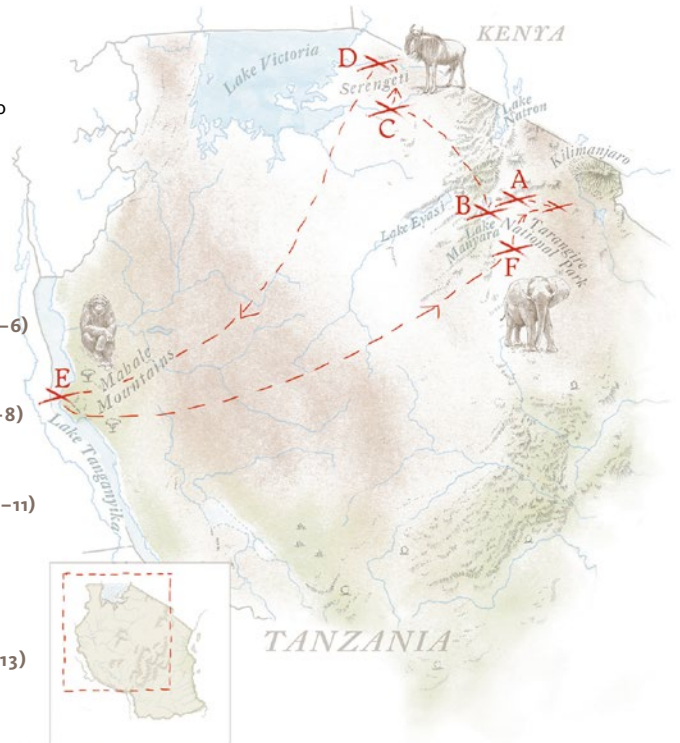 KENYA
D
Lake Victoria
Serengeti
o
C
Lake
Natron
Kilimanjaro
A
B
Lake Eyasi
Lake
Manyara
Tarangire
National Park
F
–6)
E
Mahale
Mountains
–8)
Lake Tanganyika
–11)
TANZANIA
13)